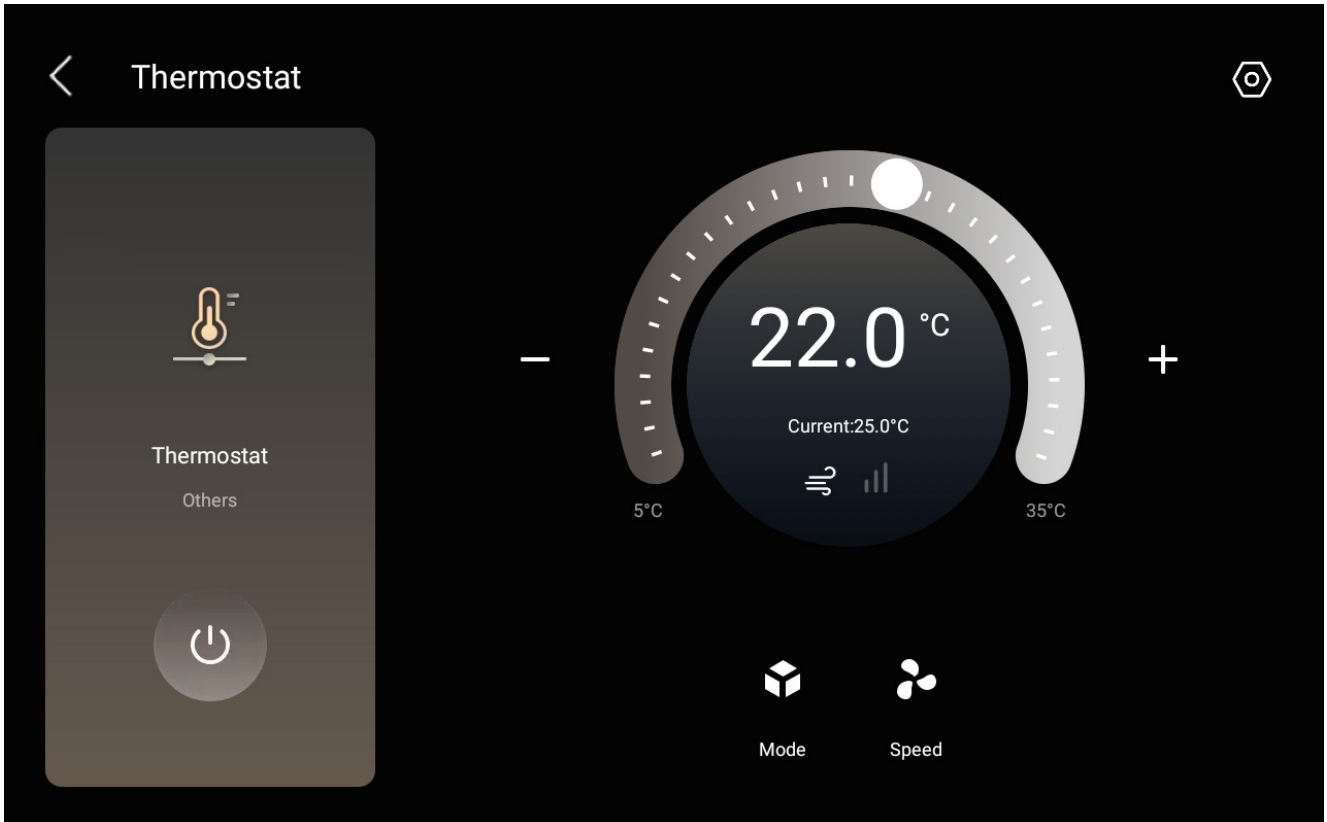 Thermostat
Thermostat
Others
22.0 °C
Current:25.0°C
5°C
35°C
Mode
Speed